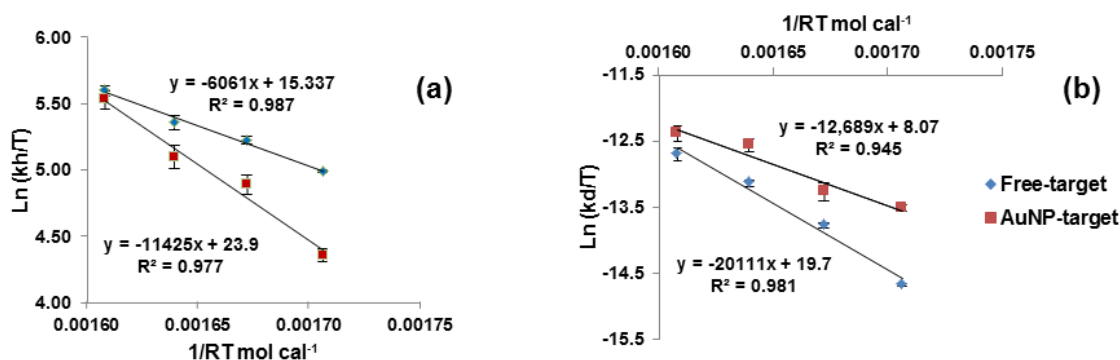 (a)
Ln (kh/T)
6.00
5.50
5.00
4.50
4.00
y = -6061x + 15.337
R² = 0.987
y = -11425x + 23.9
R² = 0.977
0.00160
0.00165
0.00170
0.00175
1/RT mol cal⁻¹
1/RT mol cal⁻¹
0.00160
0.00165
0.00170
0.00175
(b)
Ln (kd/T)
-11.5
-12.5
-13.5
-14.5
-15.5
y = -12,689x + 8.07
R² = 0.945
y = -20111x + 19.7
R² = 0.981
Free-target
AuNP-target